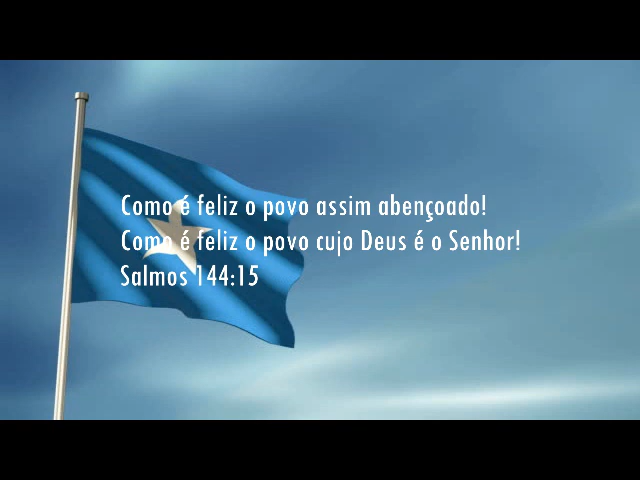 Como é feliz o povo assim abençoado!
Como é feliz o povo cujo Deus é o Senhor!
Salmos 144:15